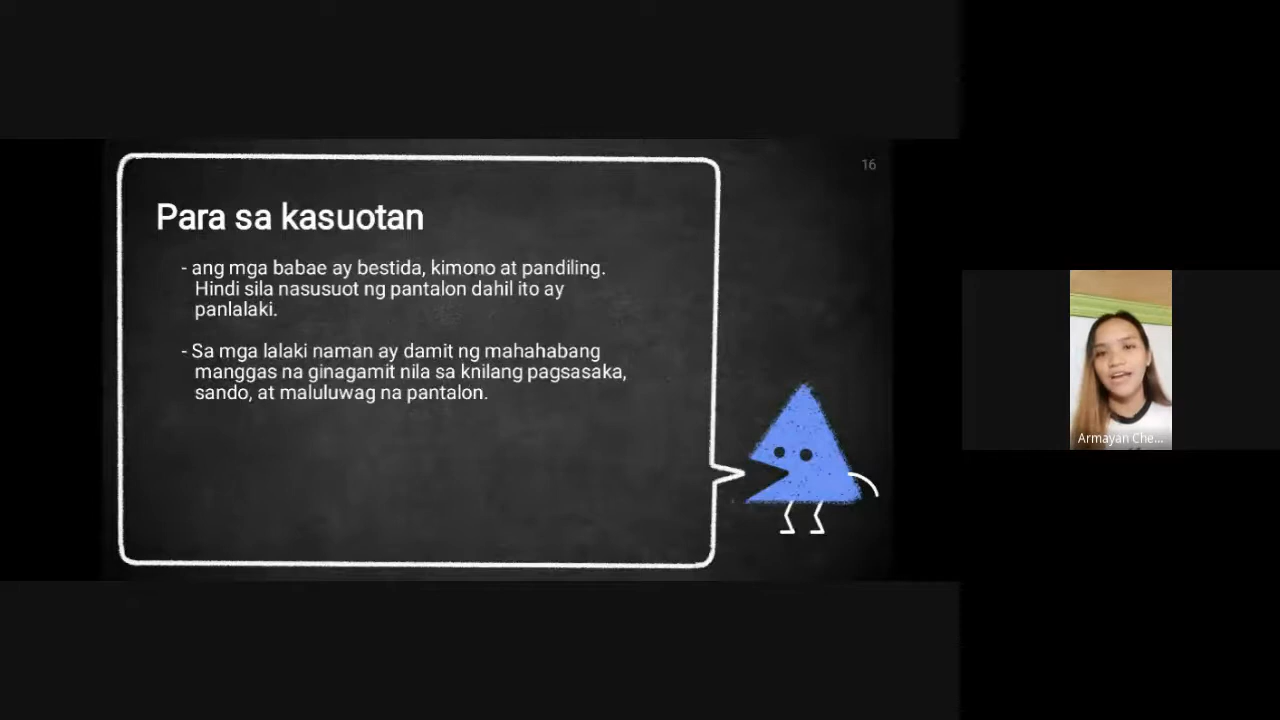 16
Para sa kasuotan
- ang mga babae ay bestida, kimono at pandiling.
Hindi sila nasusuot ng pantalon dahil ito ay
panlalaki.
- Sa mga lalaki naman ay damit ng mahahabang
manggas na ginagamit nila sa knilang pagsasaka,
sando, at maluluwag na pantalon.
Armayan Che...